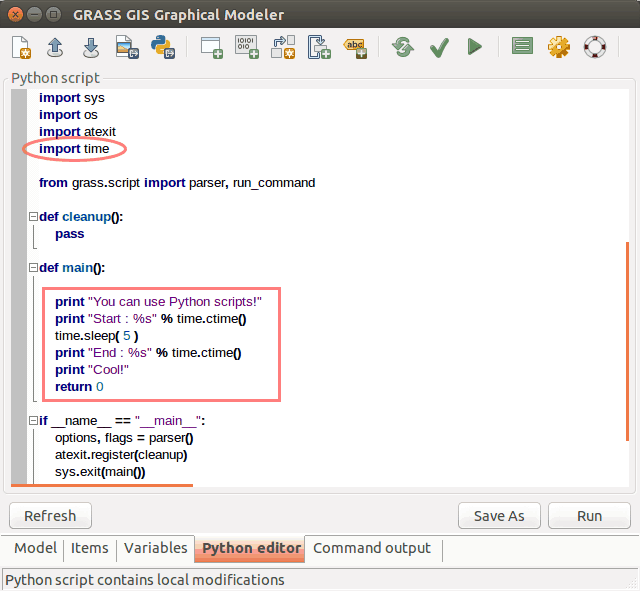 GRASS GIS Graphical Modeler
Python script
import sys
import os
import atexit
import time
from grass.script import parser, run_command
def cleanup():
pass
def main():
print "You can use Python scripts!"
print "Start : %s" % time.ctime()
time.sleep( 5 )
print "End : %s" % time.ctime()
print "Cool!"
return 0
if __name__ == "__main__":
options, flags = parser()
atexit.register(cleanup)
sys.exit(main())
Refresh Save As Run
Model Items Variables Python editor Command output
Python script contains local modifications